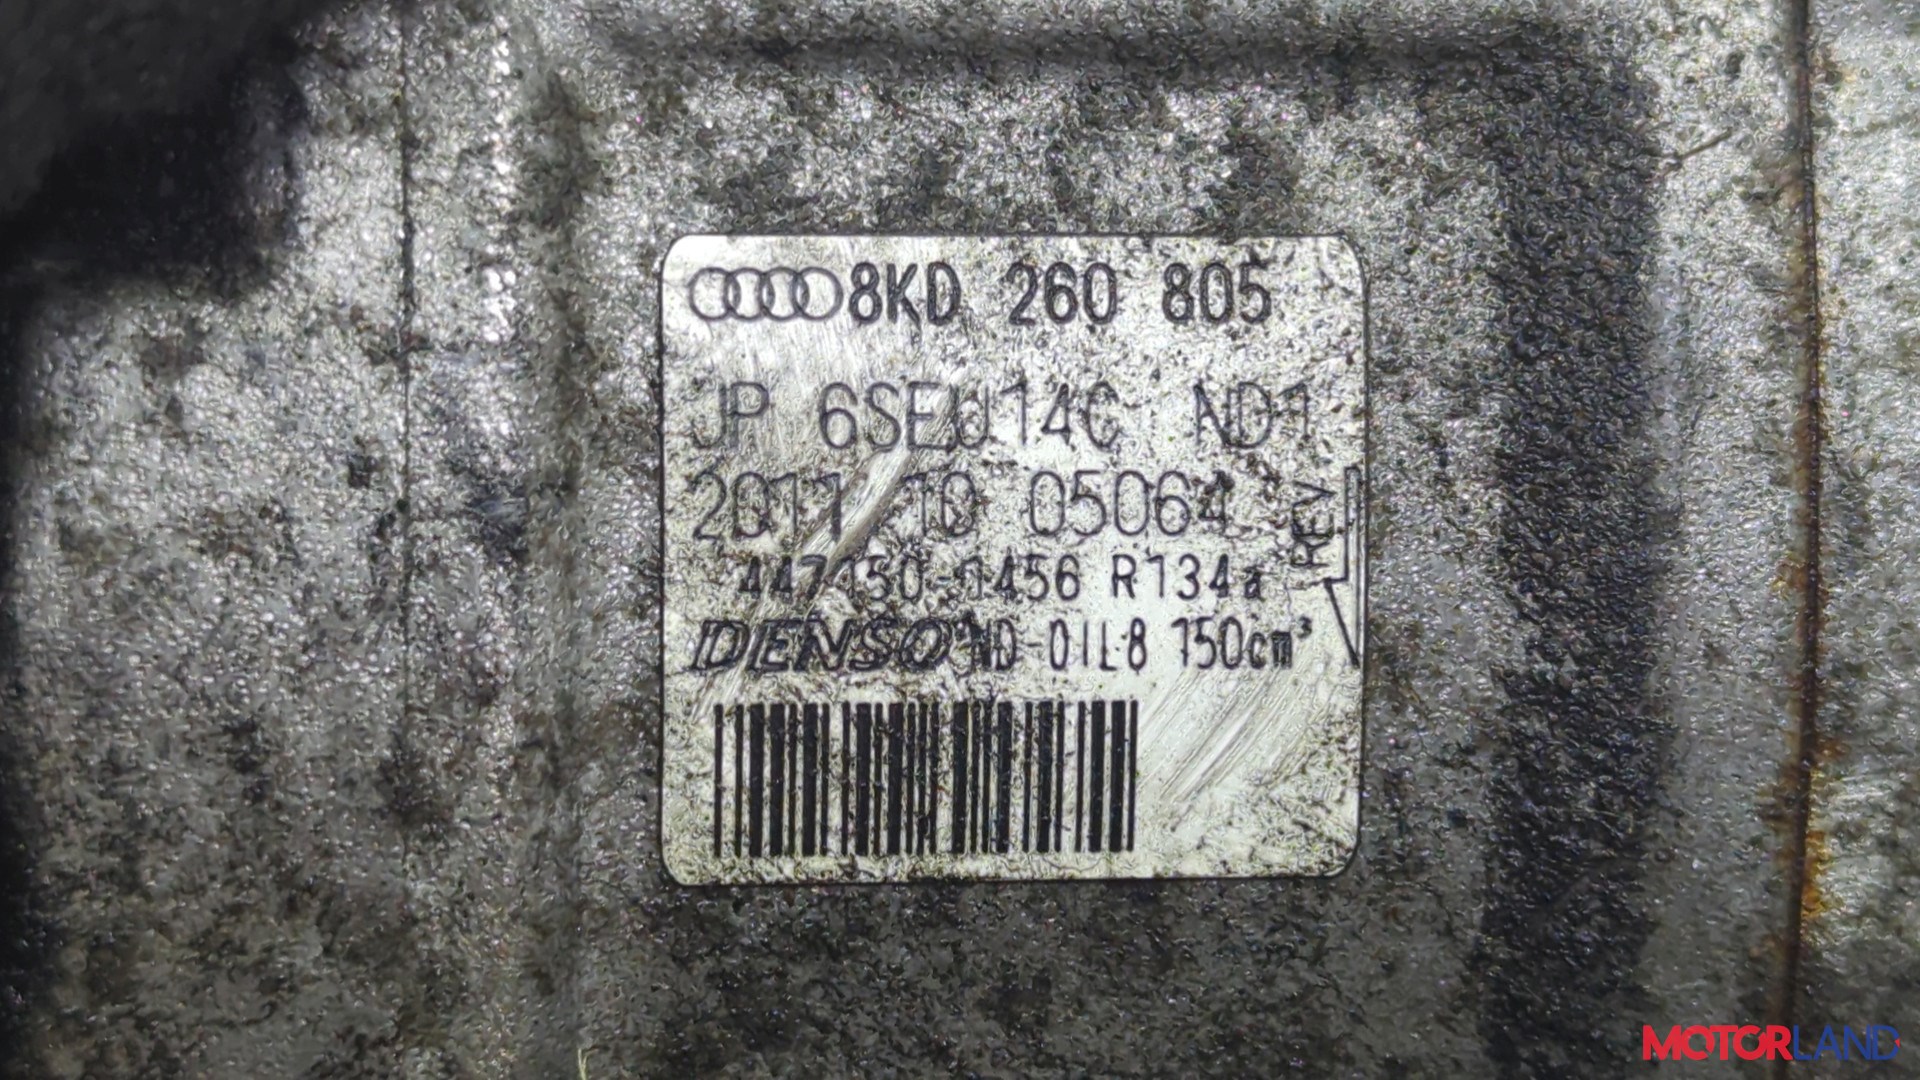 8KD 260 805
JP 6SEU14C ND1
2011 10 05064
447150-1456 R134a
DENSO ND-OIL8 150cm³
REV
MOTORLAND